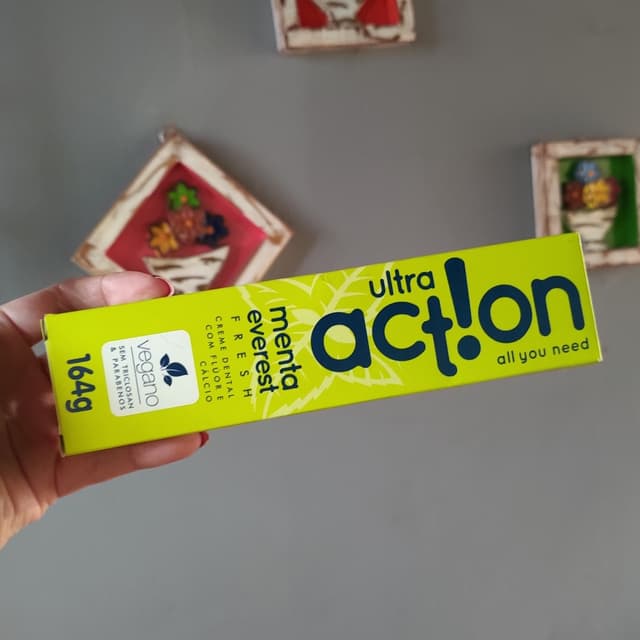 ultra
act!on
all you need
menta
everest
FRESH
CREME DENTAL
COM FLÚOR E
CÁLCIO
vegano
SEM TRICLOSAN
& PARABENOS
164g